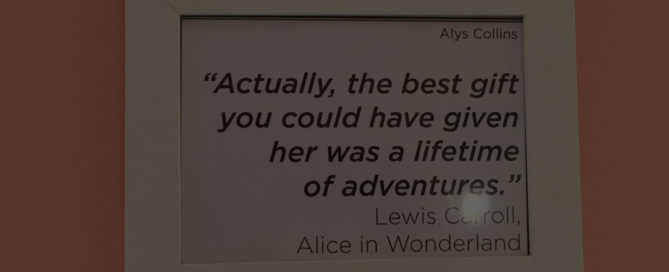 Alys Collins
“Actually, the best gift
you could have given
her was a lifetime
of adventures.”
Lewis Carroll,
Alice in Wonderland